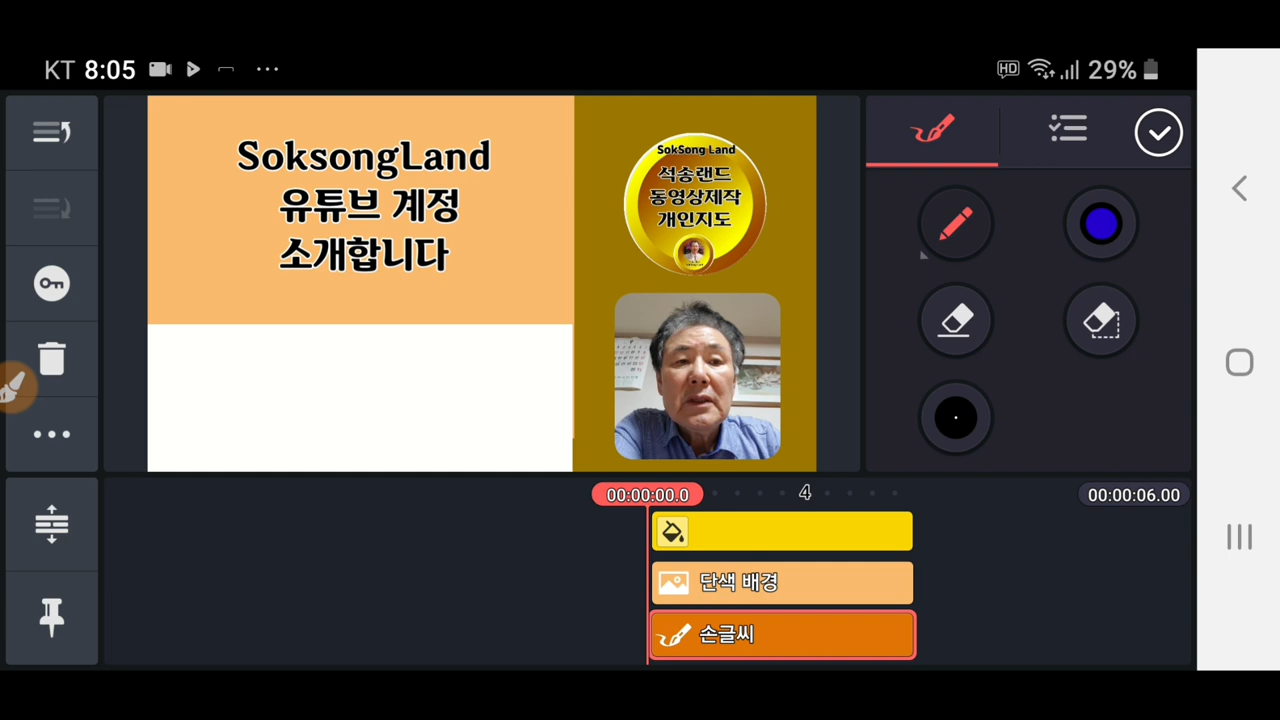 KT 8:05
HD 29%
SoksongLand
유튜브 계정
소개합니다
SokSong Land
석송랜드
동영상제작
개인지도
00:00:00.0
4
00:00:06.00
단색 배경
손글씨